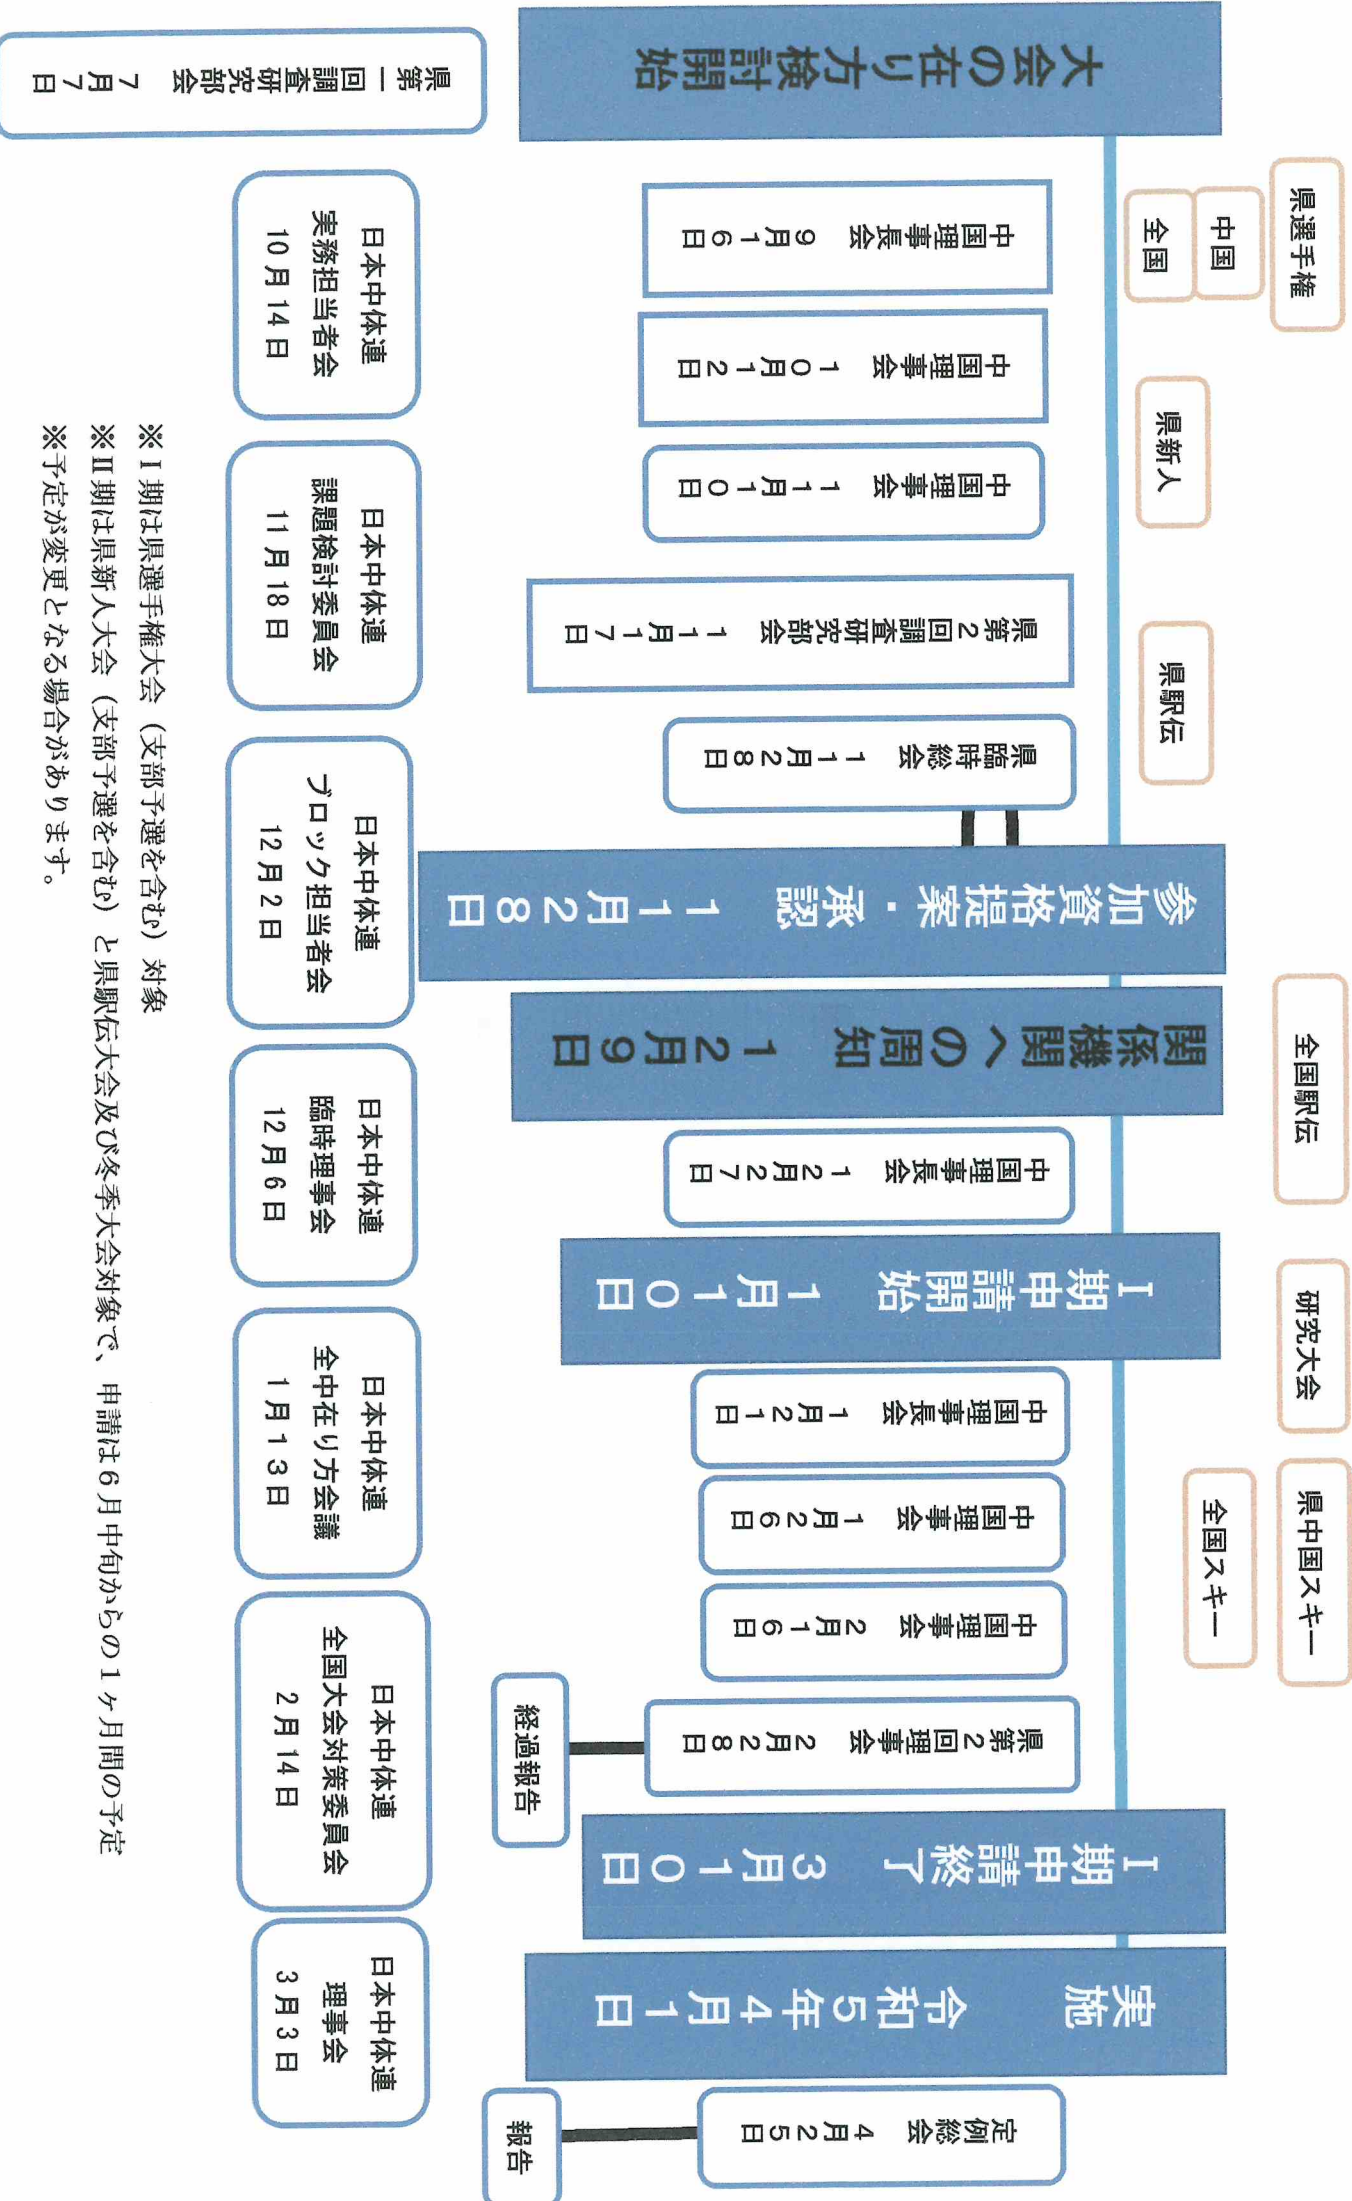 県選手権
中国
全国
県新人
県駅伝
全国駅伝
研究大会
県中国スキー
全国スキー
大会の在り方検討開始
中国理事長会 9月16日
中国理事会 10月12日
中国理事会 11月10日
県第2回調査研究部会 11月17日
県臨時総会 11月28日
参加資格提案・承認 11月28日
関係機関への周知 12月9日
中国理事長会 12月27日
Ⅰ期申請開始 1月10日
中国理事長会 1月21日
中国理事会 1月26日
中国理事会 2月16日
県第2回理事会 2月28日
経過報告
Ⅰ期申請終了 3月10日
実施 令和5年4月1日
定例総会 4月25日
報告
県第一回調査研究部会 7月7日
日本中体連
実務担当者会
10月14日
日本中体連
課題検討委員会
11月18日
日本中体連
ブロック担当者会
12月2日
日本中体連
臨時理事会
12月6日
日本中体連
全中在り方会議
1月13日
日本中体連
全国大会対策委員会
2月14日
日本中体連
理事会
3月3日
※Ⅰ期は県選手権大会（支部予選を含む）対象
※Ⅱ期は県新人大会（支部予選を含む）と県駅伝大会及び冬季大会対象で、申請は6月中旬からの1ヶ月間の予定
※予定が変更となる場合があります。